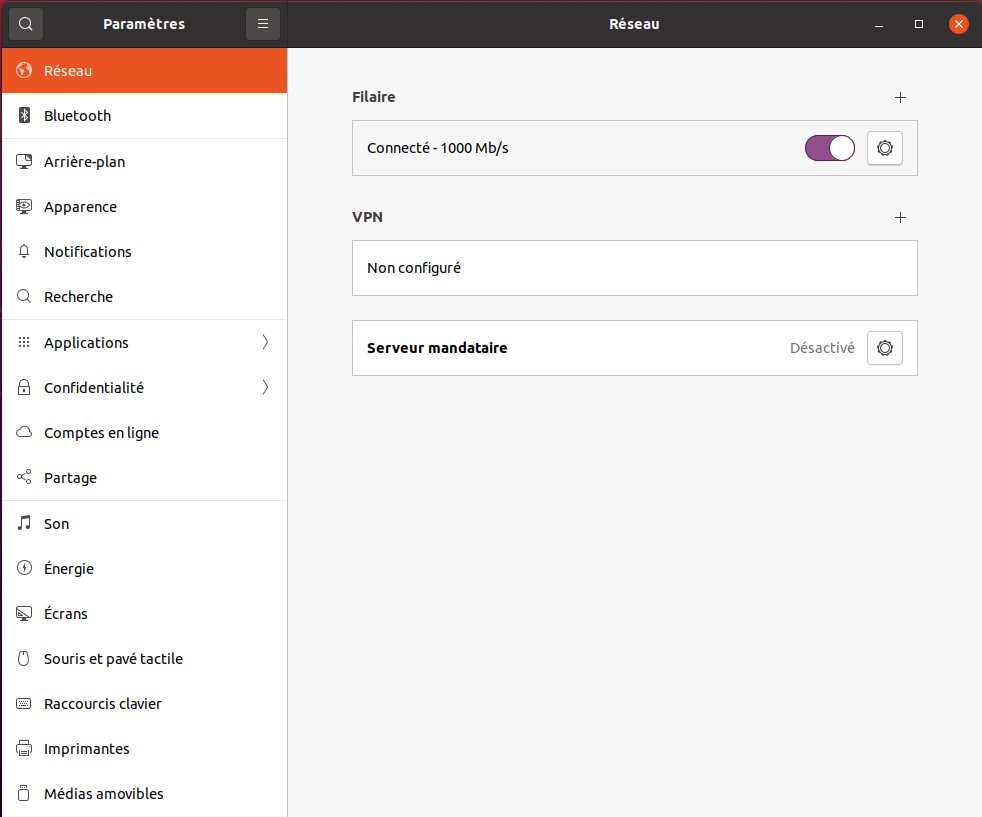 Paramètres
Réseau
Réseau
Bluetooth
Arrière-plan
Apparence
Notifications
Recherche
Applications
Confidentialité
Comptes en ligne
Partage
Son
Énergie
Écrans
Souris et pavé tactile
Raccourcis clavier
Imprimantes
Médias amovibles
Filaire
Connecté - 1000 Mb/s
VPN
Non configuré
Serveur mandataire Désactivé